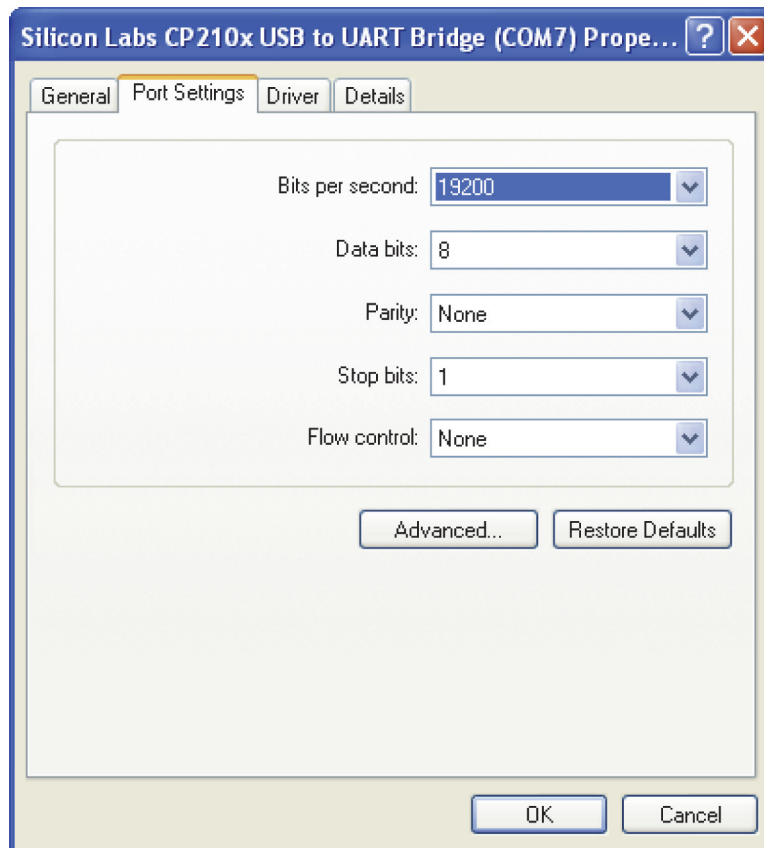 Silicon Labs CP210x USB to UART Bridge (COM7) Prope... ?
General Port Settings Driver Details
Bits per second: 19200
Data bits: 8
Parity: None
Stop bits: 1
Flow control: None
Advanced... Restore Defaults
OK Cancel